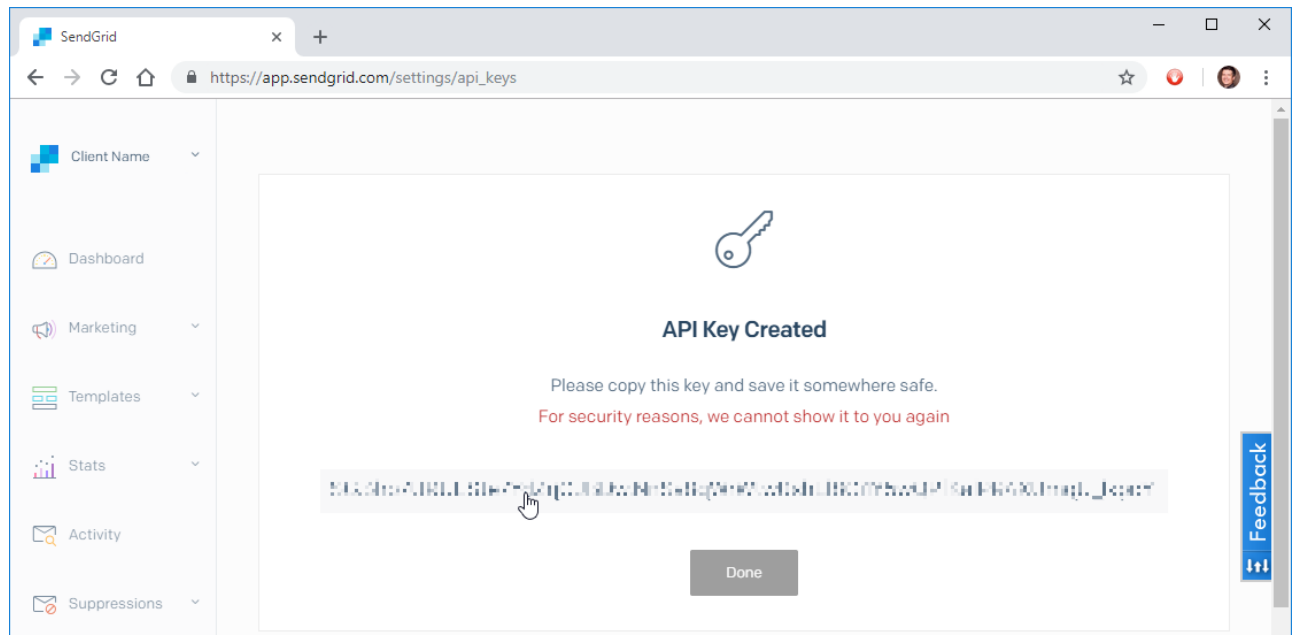 SendGrid
https://app.sendgrid.com/settings/api_keys
Client Name
Dashboard
Marketing
Templates
Stats
Activity
Suppressions
API Key Created
Please copy this key and save it somewhere safe.
For security reasons, we cannot show it to you again
Done
Feedback